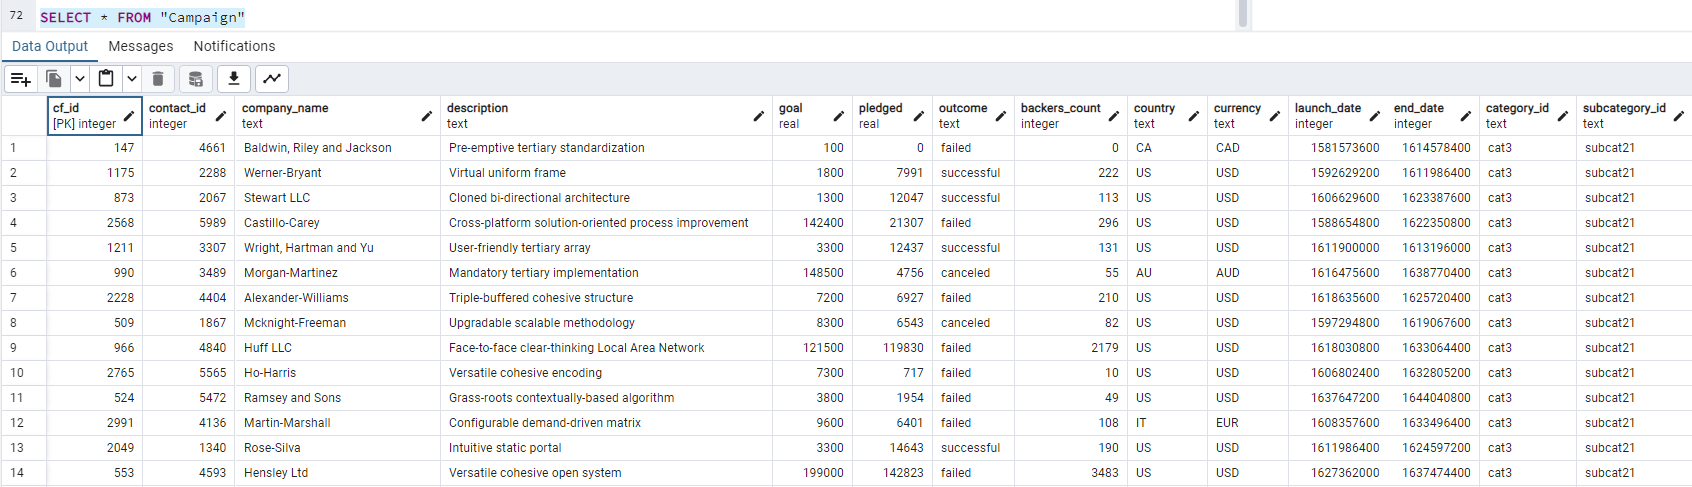 72 SELECT * FROM "Campaign"
Data Output Messages Notifications
cf_id contact_id company_name description goal pledged outcome backers_count country currency launch_date end_date category_id subcategory_id
[PK] integer integer text text real real text integer text text integer integer text text
1 147 4661 Baldwin, Riley and Jackson Pre-emptive tertiary standardization 100 0 failed 0 CA CAD 1581573600 1614578400 cat3 subcat21
2 1175 2288 Werner-Bryant Virtual uniform frame 1800 7991 successful 222 US USD 1592629200 1611986400 cat3 subcat21
3 873 2067 Stewart LLC Cloned bi-directional architecture 1300 12047 successful 113 US USD 1606629600 1623387600 cat3 subcat21
4 2568 5989 Castillo-Carey Cross-platform solution-oriented process improvement 142400 21307 failed 296 US USD 1588654800 1622350800 cat3 subcat21
5 1211 3307 Wright, Hartman and Yu User-friendly tertiary array 3300 12437 successful 131 US USD 1611900000 1613196000 cat3 subcat21
6 990 3489 Morgan-Martinez Mandatory tertiary implementation 148500 4756 canceled 55 AU AUD 1616475600 1638770400 cat3 subcat21
7 2228 4404 Alexander-Williams Triple-buffered cohesive structure 7200 6927 failed 210 US USD 1618635600 1625720400 cat3 subcat21
8 509 1867 Mcknight-Freeman Upgradable scalable methodology 8300 6543 canceled 82 US USD 1597294800 1619067600 cat3 subcat21
9 966 4840 Huff LLC Face-to-face clear-thinking Local Area Network 121500 119830 failed 2179 US USD 1618030800 1633064400 cat3 subcat21
10 2765 5565 Ho-Harris Versatile cohesive encoding 7300 717 failed 10 US USD 1606802400 1632805200 cat3 subcat21
11 524 5472 Ramsey and Sons Grass-roots contextually-based algorithm 3800 1954 failed 49 US USD 1637647200 1644040800 cat3 subcat21
12 2991 4136 Martin-Marshall Configurable demand-driven matrix 9600 6401 failed 108 IT EUR 1608357600 1633496400 cat3 subcat21
13 2049 1340 Rose-Silva Intuitive static portal 3300 14643 successful 190 US USD 1611986400 1624597200 cat3 subcat21
14 553 4593 Hensley Ltd Versatile cohesive open system 199000 142823 failed 3483 US USD 1627362000 1637474400 cat3 subcat21